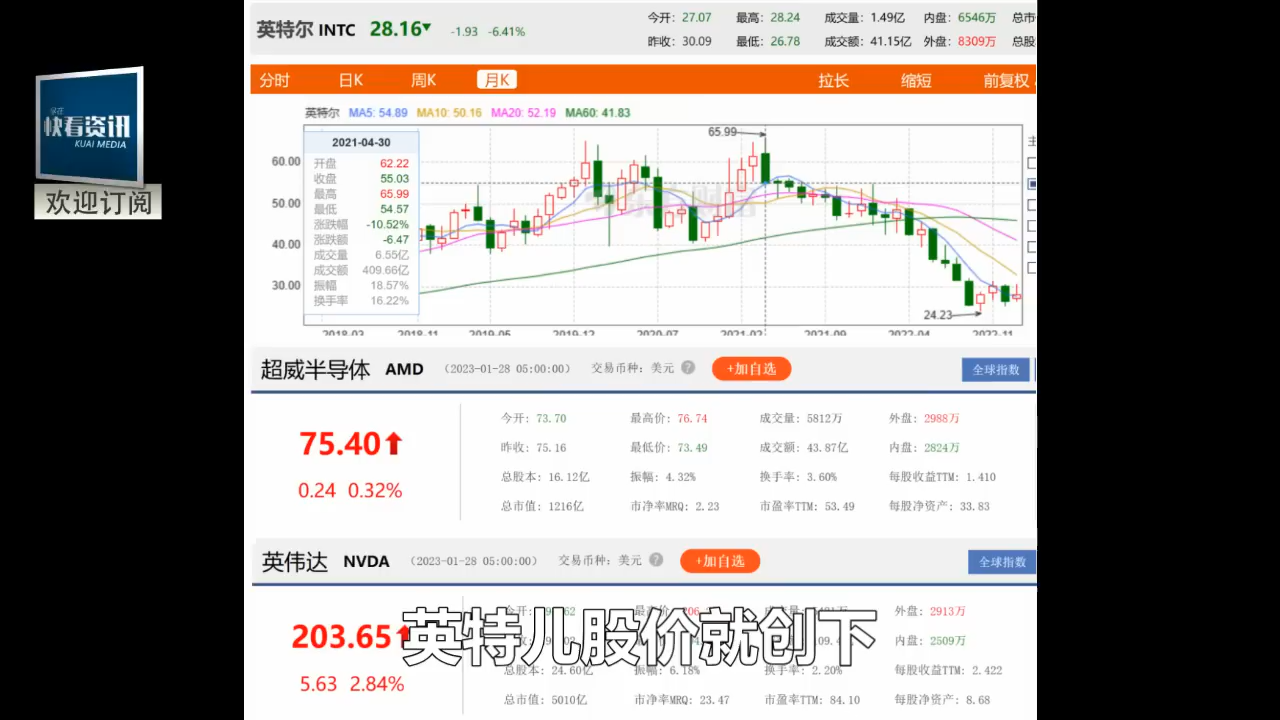 快看资讯
KUAI MEDIA
欢迎订阅
英特尔 INTC 28.16 -1.93 -6.41%
今开: 27.07 最高: 28.24 成交量: 1.49亿 内盘: 6546万 总市
昨收: 30.09 最低: 26.78 成交额: 41.15亿 外盘: 8309万 总股
分时 日K 周K 月K 拉长 缩短 前复权
英特尔 MA5: 54.89 MA10: 50.16 MA20: 52.19 MA60: 41.83
65.99
2021-04-30
开盘 62.22
收盘 55.03
最高 65.99
最低 54.57
涨跌幅 -10.52%
涨跌额 -6.47
成交量 6.55亿
成交额 409.66亿
振幅 18.57%
换手率 16.22%
60.00
50.00
40.00
30.00
24.23
2018-03 2018-11 2019-05 2019-12 2020-07 2021-02 2021-09 2022-04 2022-11
超威半导体 AMD (2023-01-28 05:00:00) 交易币种: 美元 ? +加自选 全球指数
75.40
0.24 0.32%
今开: 73.70 最高价: 76.74 成交量: 5812万 外盘: 2988万
昨收: 75.16 最低价: 73.49 成交额: 43.87亿 内盘: 2824万
总股本: 16.12亿 振幅: 4.32% 换手率: 3.60% 每股收益TTM: 1.410
总市值: 1216亿 市净率MRQ: 2.23 市盈率TTM: 53.49 每股净资产: 33.83
英伟达 NVDA (2023-01-28 05:00:00) 交易币种: 美元 ? +加自选 全球指数
203.65
5.63 2.84%
外盘: 2913万
内盘: 2509万
总股本: 24.60亿 振幅: 6.18% 换手率: 2.20% 每股收益TTM: 2.422
总市值: 5010亿 市净率MRQ: 23.47 市盈率TTM: 84.10 每股净资产: 8.68
英特儿股价就创下